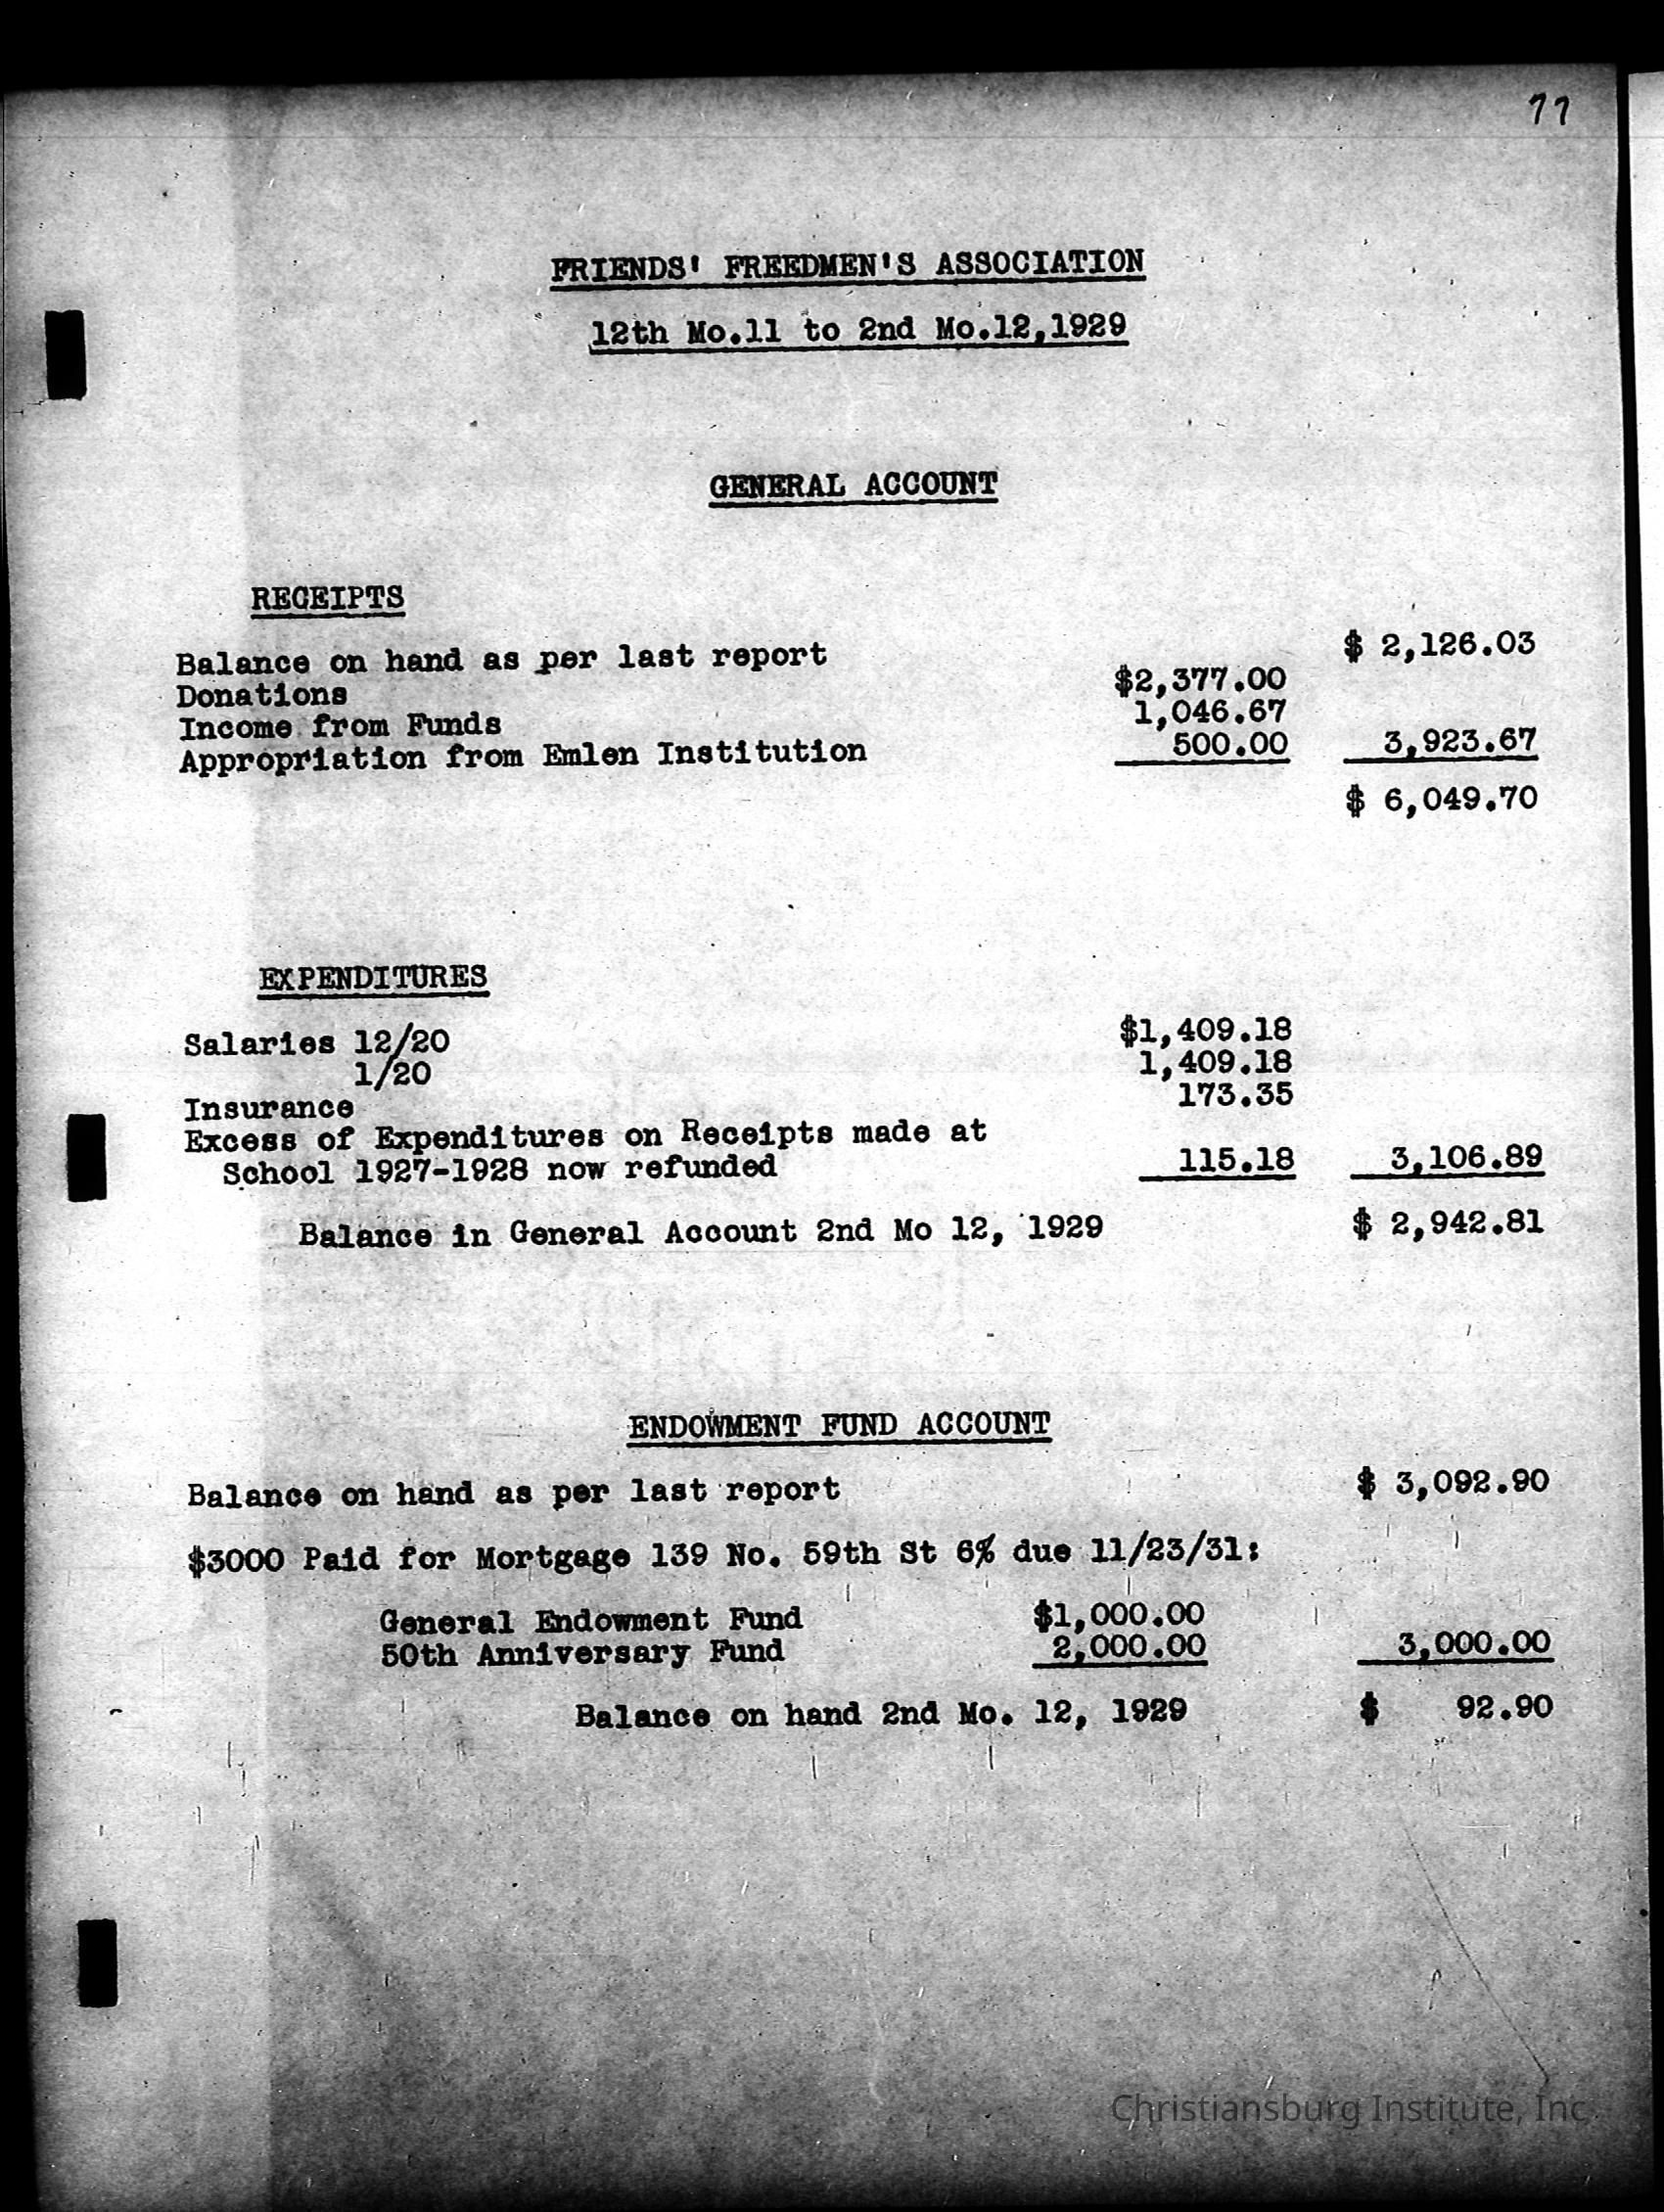 77
FRIENDS' FREEDMEN'S ASSOCIATION
12th Mo.11 to 2nd Mo.12,1929
GENERAL ACCOUNT
RECEIPTS
Balance on hand as per last report $ 2,126.03
Donations $2,377.00
Income from Funds 1,046.67
Appropriation from Emlen Institution 500.00 3,923.67
$ 6,049.70
EXPENDITURES
Salaries 12/20 $1,409.18
1/20 1,409.18
Insurance 173.35
Excess of Expenditures on Receipts made at
School 1927-1928 now refunded 115.18 3,106.89
Balance in General Account 2nd Mo 12, 1929 $ 2,942.81
ENDOWMENT FUND ACCOUNT
Balance on hand as per last report $ 3,092.90
$3000 Paid for Mortgage 139 No. 59th St 6% due 11/23/31:
General Endowment Fund $1,000.00
50th Anniversary Fund 2,000.00 3,000.00
Balance on hand 2nd Mo. 12, 1929 $ 92.90
Christiansburg Institute, Inc